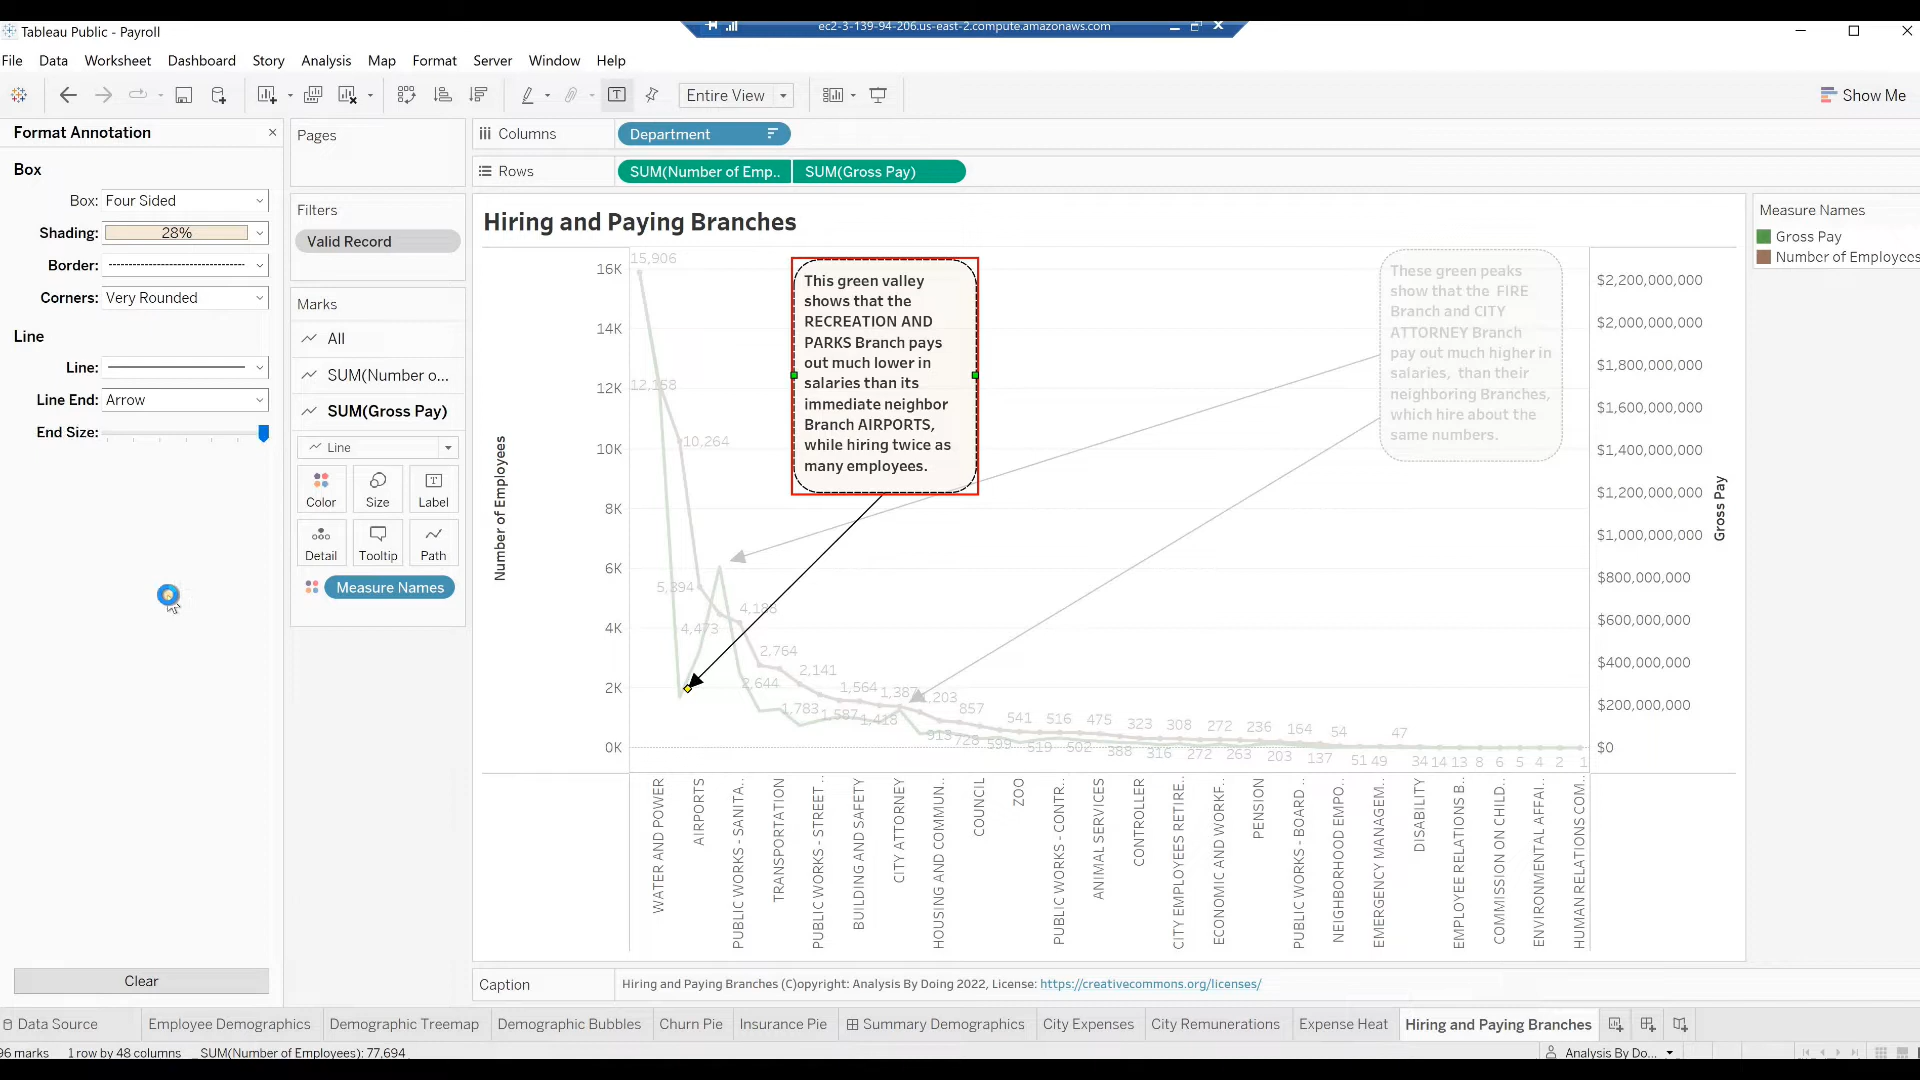 ec2-3-139-94-206.us-east-2.compute.amazonaws.com
Tableau Public - Payroll
File Data Worksheet Dashboard Story Analysis Map Format Server Window Help
Entire View
Show Me
Format Annotation
Box
Box: Four Sided
Shading: 28%
Border:
Corners: Very Rounded
Line
Line:
Line End: Arrow
End Size:
Clear
Pages
Filters
Valid Record
Marks
All
SUM(Number o...
SUM(Gross Pay)
Line
Color Size Label
Detail Tooltip Path
Measure Names
Columns Department
Rows SUM(Number of Emp.. SUM(Gross Pay)
Hiring and Paying Branches
Number of Employees
16K
14K
12K
10K
8K
6K
4K
2K
0K
15,906
12,158
10,264
5,394
4,473
4,188
2,764
2,644
2,141
1,783
1,564
1,587
1,418
1,387
1,203
913
857
726
599
541
519
516
502
475
388
323
316
308
272
272
263
236
203
164
137
54
51
49
47
34
14
13
8
6
5
4
2
1
This green valley
shows that the
RECREATION AND
PARKS Branch pays
out much lower in
salaries than its
immediate neighbor
Branch AIRPORTS,
while hiring twice as
many employees.
These green peaks
show that the FIRE
Branch and CITY
ATTORNEY Branch
pay out much higher in
salaries, than their
neighboring Branches,
which hire about the
same numbers.
$2,200,000,000
$2,000,000,000
$1,800,000,000
$1,600,000,000
$1,400,000,000
$1,200,000,000
$1,000,000,000
$800,000,000
$600,000,000
$400,000,000
$200,000,000
$0
Gross Pay
WATER AND POWER
AIRPORTS
PUBLIC WORKS - SANITA..
TRANSPORTATION
PUBLIC WORKS - STREET ..
BUILDING AND SAFETY
CITY ATTORNEY
HOUSING AND COMMUN..
COUNCIL
ZOO
PUBLIC WORKS - CONTR..
ANIMAL SERVICES
CONTROLLER
CITY EMPLOYEES RETIRE..
ECONOMIC AND WORKF..
PENSION
PUBLIC WORKS - BOARD ..
NEIGHBORHOOD EMPO..
EMERGENCY MANAGEM..
DISABILITY
EMPLOYEE RELATIONS B..
COMMISSION ON CHILD..
ENVIRONMENTAL AFFAI..
HUMAN RELATIONS COM..
Measure Names
Gross Pay
Number of Employees
Caption
Hiring and Paying Branches (C)opyright: Analysis By Doing 2022, License: https://creativecommons.org/licenses/
Data Source Employee Demographics Demographic Treemap Demographic Bubbles Churn Pie Insurance Pie Summary Demographics City Expenses City Remunerations Expense Heat Hiring and Paying Branches
96 marks 1 row by 48 columns SUM(Number of Employees): 77,694
Analysis By Do...